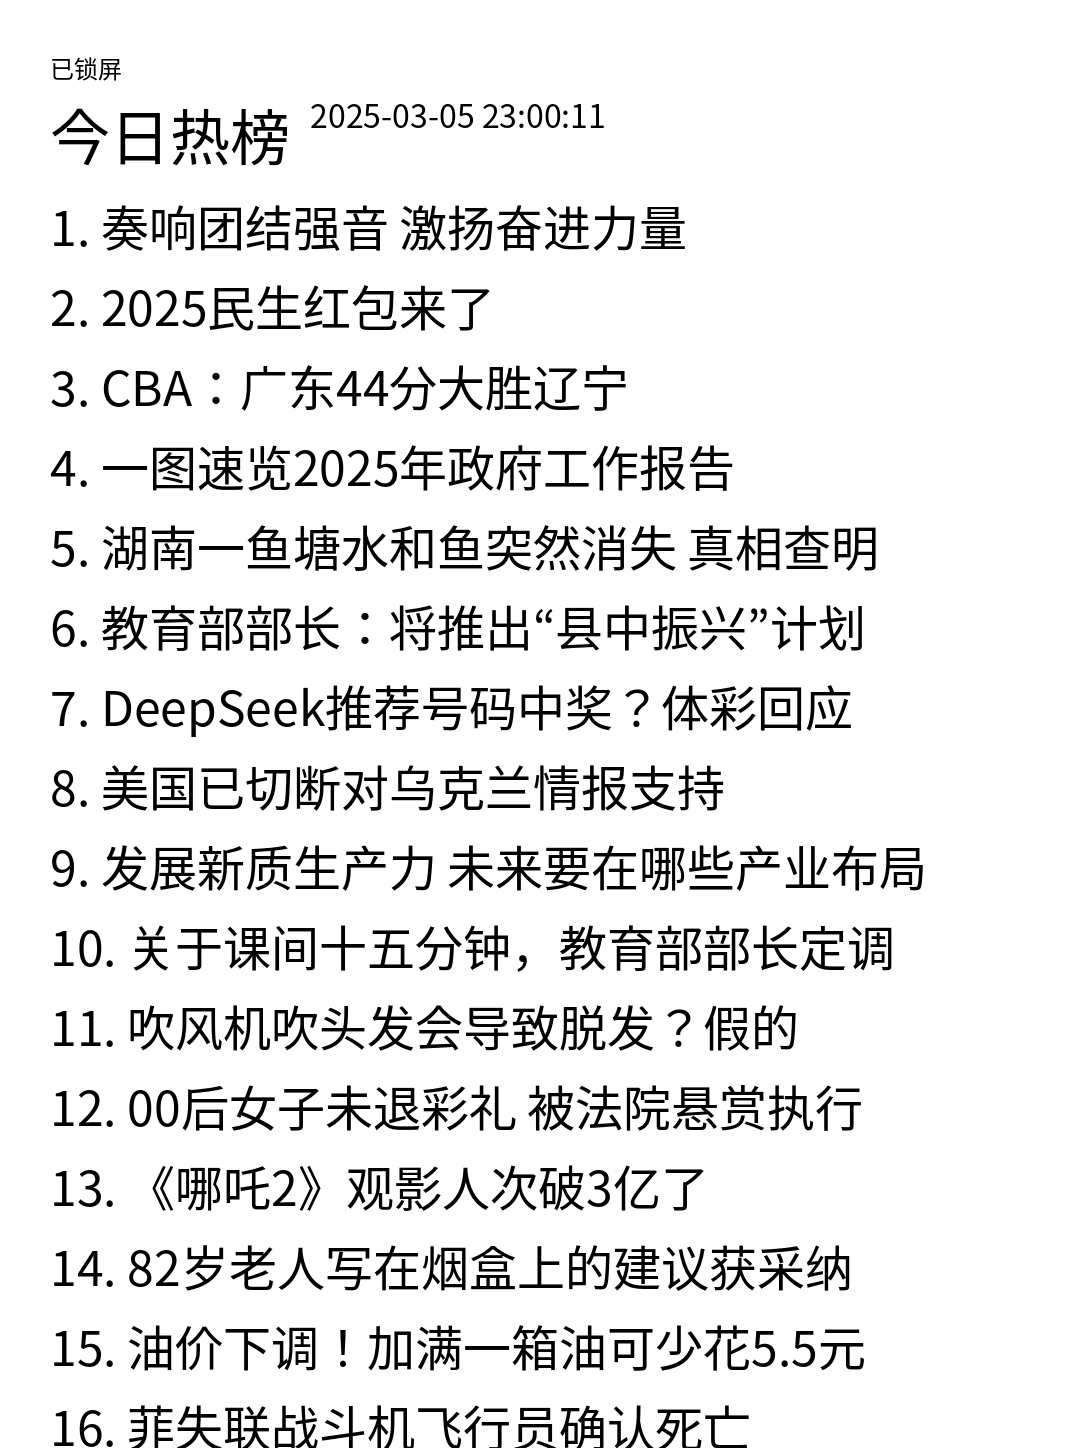 已锁屏
今日热榜 2025-03-05 23:00:11
1. 奏响团结强音 激扬奋进力量
2. 2025民生红包来了
3. CBA：广东44分大胜辽宁
4. 一图速览2025年政府工作报告
5. 湖南一鱼塘水和鱼突然消失 真相查明
6. 教育部部长：将推出“县中振兴”计划
7. DeepSeek推荐号码中奖？体彩回应
8. 美国已切断对乌克兰情报支持
9. 发展新质生产力 未来要在哪些产业布局
10. 关于课间十五分钟，教育部部长定调
11. 吹风机吹头发会导致脱发？假的
12. 00后女子未退彩礼 被法院悬赏执行
13. 《哪吒2》观影人次破3亿了
14. 82岁老人写在烟盒上的建议获采纳
15. 油价下调！加满一箱油可少花5.5元
16. 菲失联战斗机飞行员确认死亡